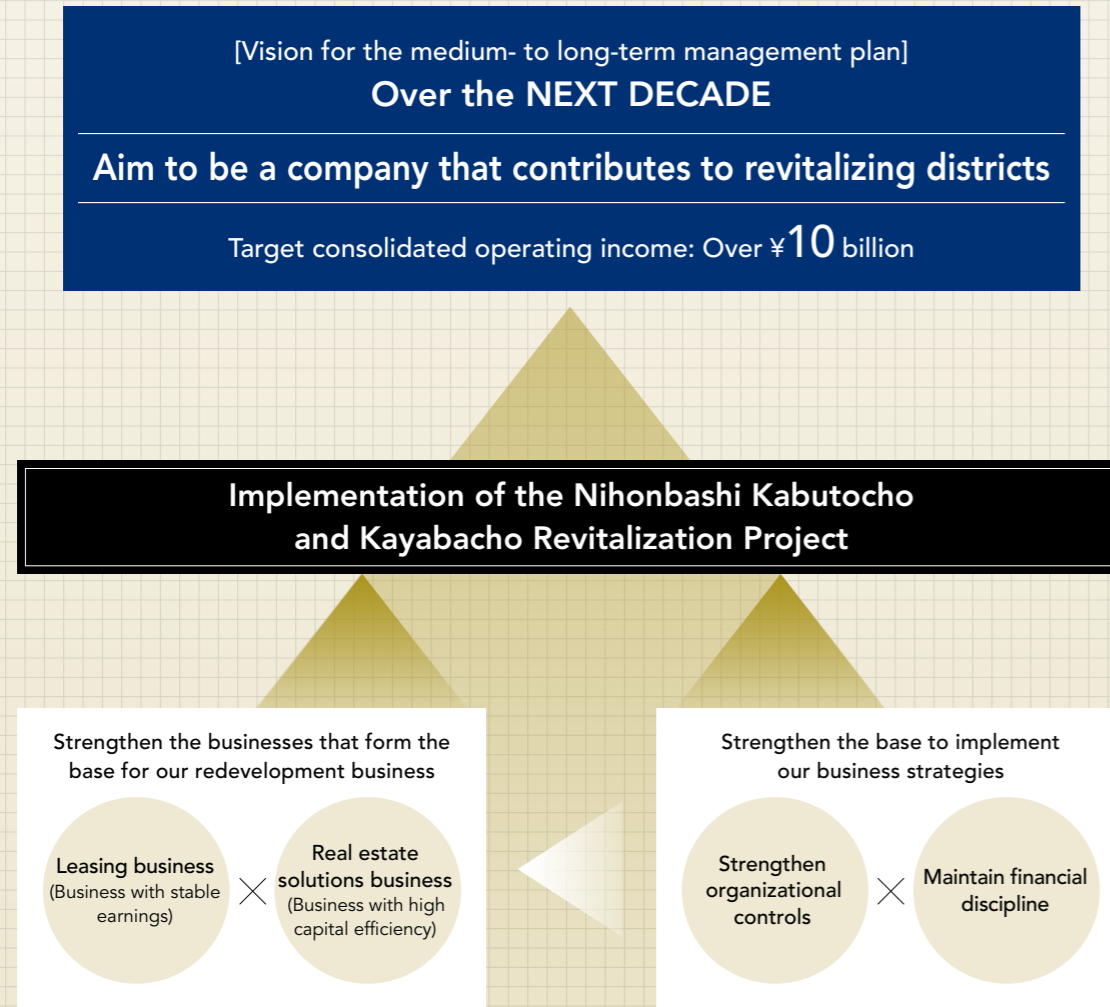 [Vision for the medium- to long-term management plan]
Over the NEXT DECADE
Aim to be a company that contributes to revitalizing districts
Target consolidated operating income: Over ¥10 billion
Implementation of the Nihonbashi Kabutocho
and Kayabacho Revitalization Project
Strengthen the businesses that form the
base for our redevelopment business
Leasing business
(Business with stable
earnings)
×
Real estate
solutions business
(Business with high
capital efficiency)
Strengthen the base to implement
our business strategies
Strengthen
organizational
controls
×
Maintain financial
discipline